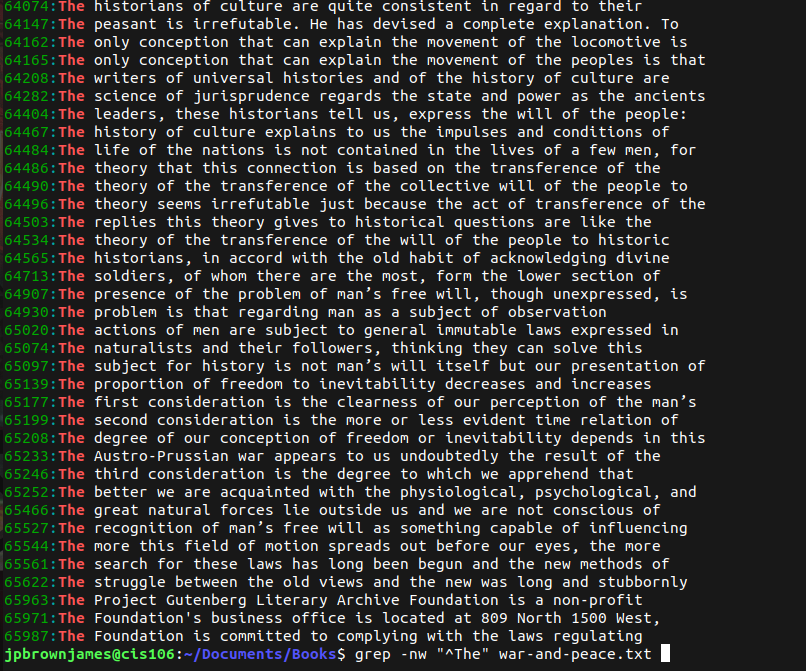 64074:The historians of culture are quite consistent in regard to their
64147:The peasant is irrefutable. He has devised a complete explanation. To
64162:The only conception that can explain the movement of the locomotive is
64165:The only conception that can explain the movement of the peoples is that
64208:The writers of universal histories and of the history of culture are
64282:The science of jurisprudence regards the state and power as the ancients
64404:The leaders, these historians tell us, express the will of the people:
64467:The history of culture explains to us the impulses and conditions of
64484:The life of the nations is not contained in the lives of a few men, for
64486:The theory that this connection is based on the transference of the
64490:The theory of the transference of the collective will of the people to
64496:The theory seems irrefutable just because the act of transference of the
64503:The replies this theory gives to historical questions are like the
64534:The theory of the transference of the will of the people to historic
64565:The historians, in accord with the old habit of acknowledging divine
64713:The soldiers, of whom there are the most, form the lower section of
64907:The presence of the problem of man’s free will, though unexpressed, is
64930:The problem is that regarding man as a subject of observation
65020:The actions of men are subject to general immutable laws expressed in
65074:The naturalists and their followers, thinking they can solve this
65097:The subject for history is not man’s will itself but our presentation of
65139:The proportion of freedom to inevitability decreases and increases
65177:The first consideration is the clearness of our perception of the man’s
65199:The second consideration is the more or less evident time relation of
65208:The degree of our conception of freedom or inevitability depends in this
65233:The Austro-Prussian war appears to us undoubtedly the result of the
65246:The third consideration is the degree to which we apprehend that
65252:The better we are acquainted with the physiological, psychological, and
65466:The great natural forces lie outside us and we are not conscious of
65527:The recognition of man’s free will as something capable of influencing
65544:The more this field of motion spreads out before our eyes, the more
65561:The search for these laws has long been begun and the new methods of
65622:The struggle between the old views and the new was long and stubbornly
65963:The Project Gutenberg Literary Archive Foundation is a non-profit
65971:The Foundation's business office is located at 809 North 1500 West,
65987:The Foundation is committed to complying with the laws regulating
jpbrownjames@cis106:~/Documents/Books$ grep -nw "^The" war-and-peace.txt